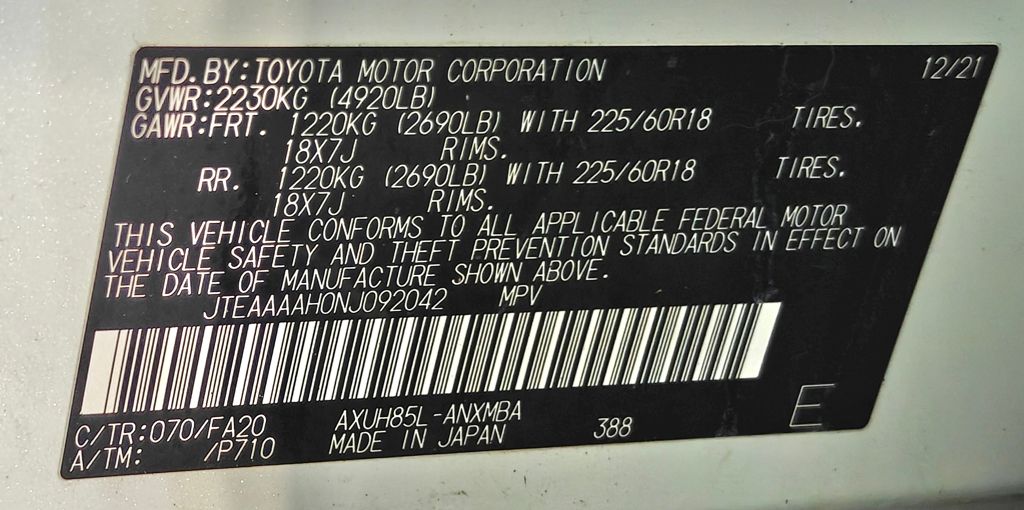 MFD. BY: TOYOTA MOTOR CORPORATION 12/21
GVWR: 2230KG (4920LB)
GAWR: FRT. 1220KG (2690LB) WITH 225/60R18 TIRES.
18X7J RIMS.
RR. 1220KG (2690LB) WITH 225/60R18 TIRES.
18X7J RIMS.
THIS VEHICLE CONFORMS TO ALL APPLICABLE FEDERAL MOTOR
VEHICLE SAFETY AND THEFT PREVENTION STANDARDS IN EFFECT ON
THE DATE OF MANUFACTURE SHOWN ABOVE.
JTEAAAAH0NJ092042 MPV
C/TR: 070/FA20 AXUH85L-ANXMBA 388 E
A/TM: /P710 MADE IN JAPAN